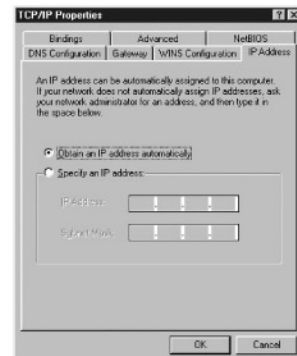 TCP/IP Properties
Bindings Advanced NetBIOS
DNS Configuration Gateway WINS Configuration IP Address
An IP address can be automatically assigned to this computer.
If your network does not automatically assign IP addresses, ask
your network administrator for an address, and then type it in
the space below.
Obtain an IP address automatically
Specify an IP address:
IP Address:
Subnet Mask:
OK Cancel